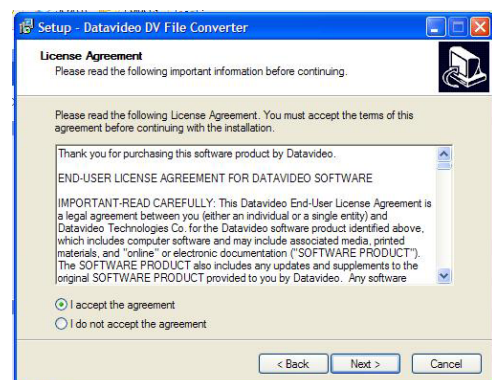 Setup - Datavideo DV File Converter
License Agreement
Please read the following important information before continuing.
Please read the following License Agreement. You must accept the terms of this
agreement before continuing with the installation.
Thank you for purchasing this software product by Datavideo.
END-USER LICENSE AGREEMENT FOR DATAVIDEO SOFTWARE
IMPORTANT-READ CAREFULLY: This Datavideo End-User License Agreement is
a legal agreement between you (either an individual or a single entity) and
Datavideo Technologies Co. for the Datavideo software product identified above,
which includes computer software and may include associated media, printed
materials, and "online" or electronic documentation ("SOFTWARE PRODUCT").
The SOFTWARE PRODUCT also includes any updates and supplements to the
original SOFTWARE PRODUCT provided to you by Datavideo. Any software
I accept the agreement
I do not accept the agreement
< Back Next > Cancel